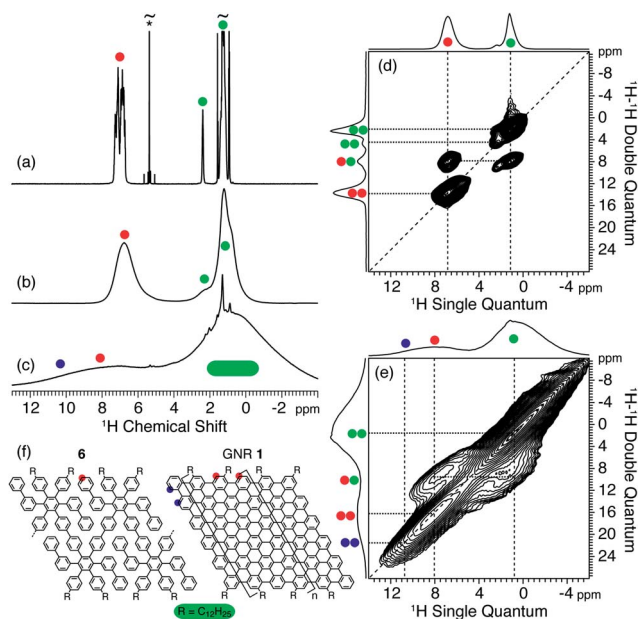 (a)
~
*
~
(b)
(c)
12 10 8 6 4 2 0 -2 ppm
¹H Chemical Shift
(d)
ppm
-8
-4
0
4
8
12
16
20
24
¹H-¹H Double Quantum
12 8 4 0 -4 ppm
¹H Single Quantum
(e)
ppm
-8
-4
0
4
8
12
16
20
24
¹H-¹H Double Quantum
12 8 4 0 -4 ppm
¹H Single Quantum
(f)
6
GNR 1
R R R R R R
R R R R n
R = C₁₂H₂₅